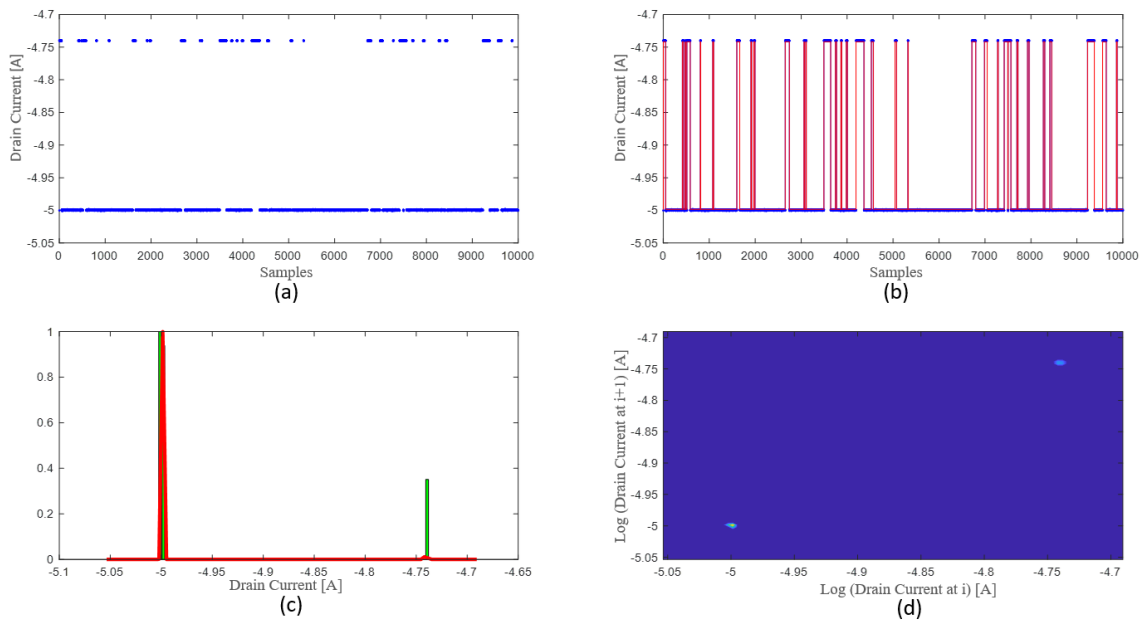 -4.7
-4.75
-4.8
-4.85
-4.9
-4.95
-5
-5.05
Drain Current [A]
0 1000 2000 3000 4000 5000 6000 7000 8000 9000 10000
Samples
(a)
-4.7
-4.75
-4.8
-4.85
-4.9
-4.95
-5
-5.05
Drain Current [A]
0 1000 2000 3000 4000 5000 6000 7000 8000 9000 10000
Samples
(b)
1
0.8
0.6
0.4
0.2
0
-5.1 -5.05 -5 -4.95 -4.9 -4.85 -4.8 -4.75 -4.7 -4.65
Drain Current [A]
(c)
-4.7
-4.75
-4.8
-4.85
-4.9
-4.95
-5
-5.05
Log (Drain Current at i+1) [A]
-5.05 -5 -4.95 -4.9 -4.85 -4.8 -4.75 -4.7
Log (Drain Current at i) [A]
(d)